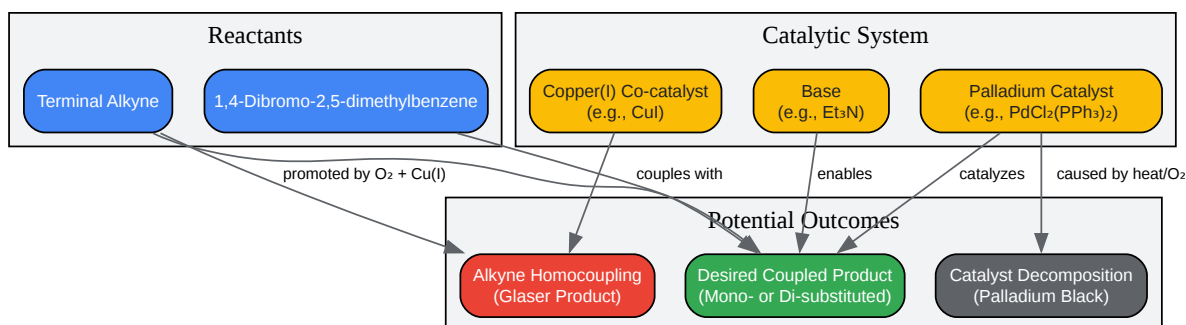 Reactants
Catalytic System
Terminal Alkyne
1,4-Dibromo-2,5-dimethylbenzene
Copper(I) Co-catalyst
(e.g., CuI)
Base
(e.g., Et₃N)
Palladium Catalyst
(e.g., PdCl₂(PPh₃)₂)
promoted by O₂ + Cu(I)
couples with
enables
catalyzes
caused by heat/O₂
Potential Outcomes
Alkyne Homocoupling
(Glaser Product)
Desired Coupled Product
(Mono- or Di-substituted)
Catalyst Decomposition
(Palladium Black)